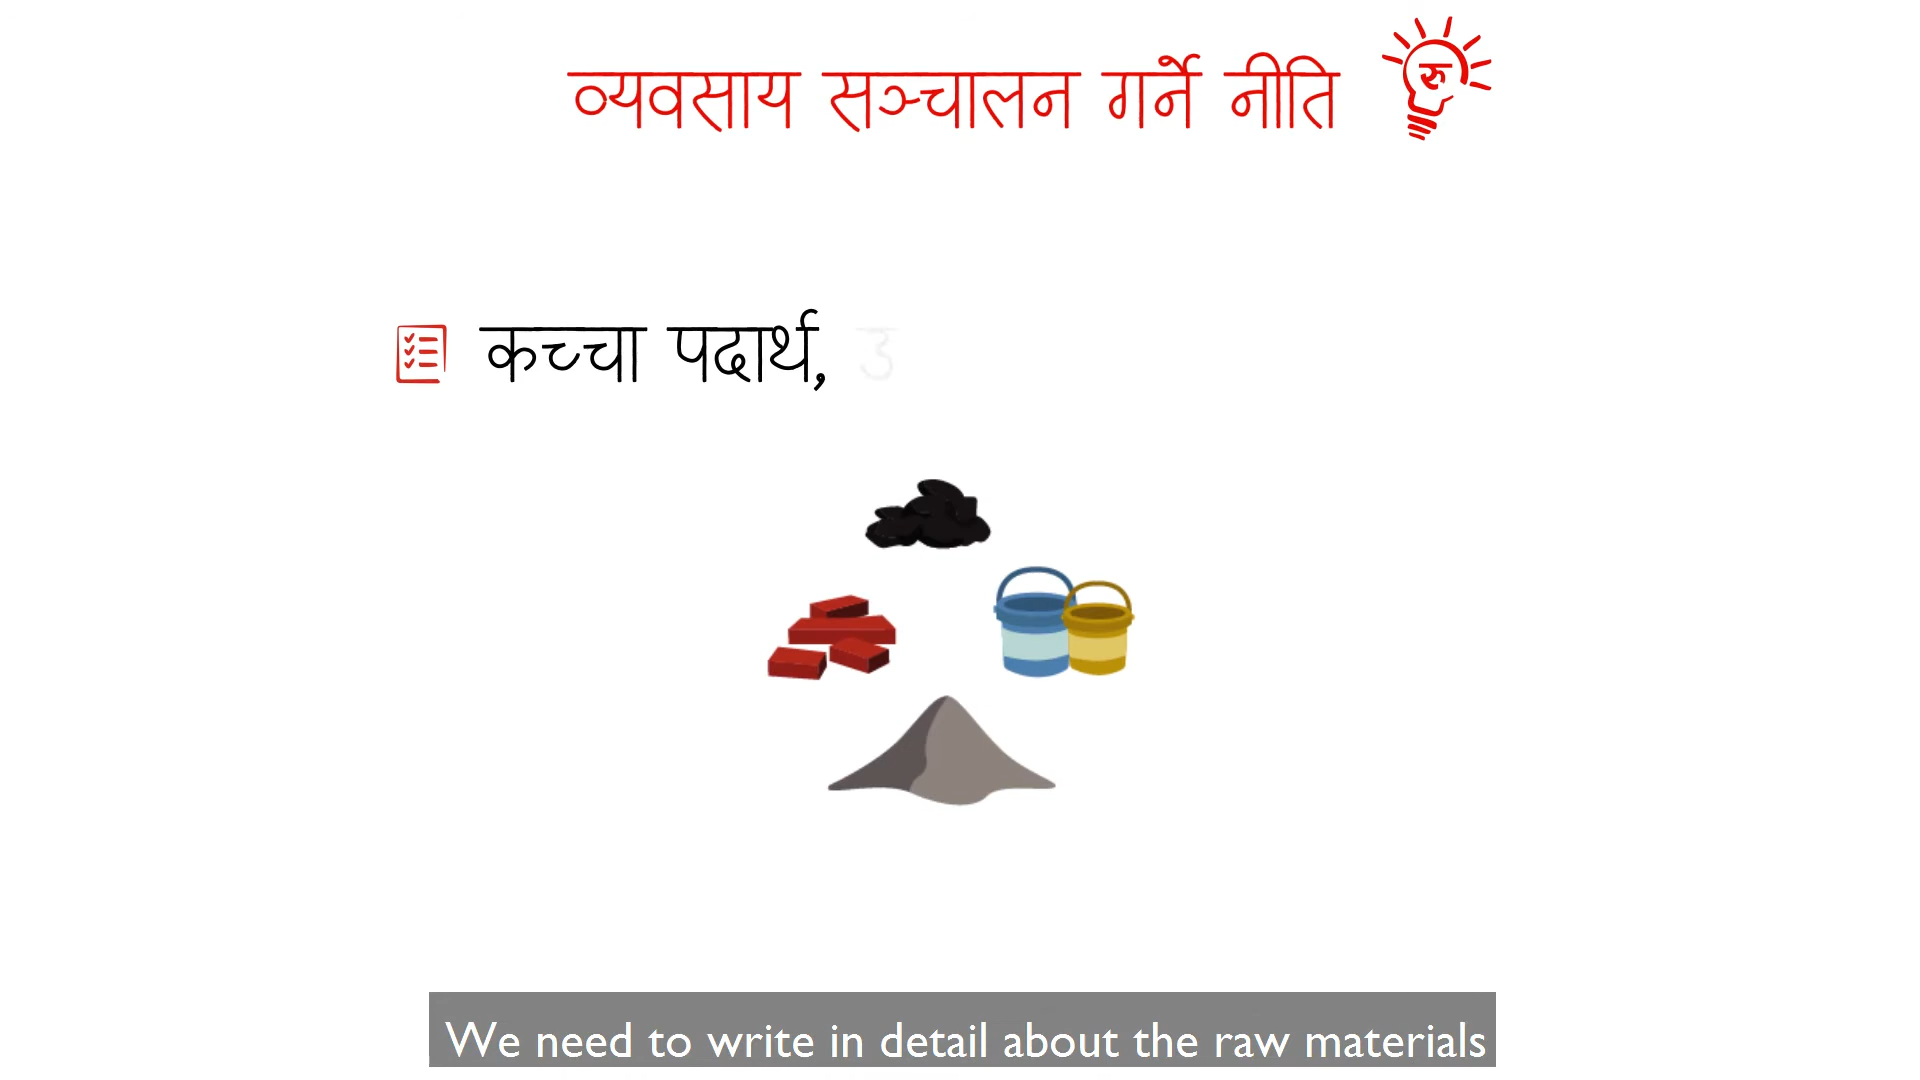 व्यवसाय सञ्चालन गर्ने नीति
रु
कच्चा पदार्थ, उ
We need to write in detail about the raw materials